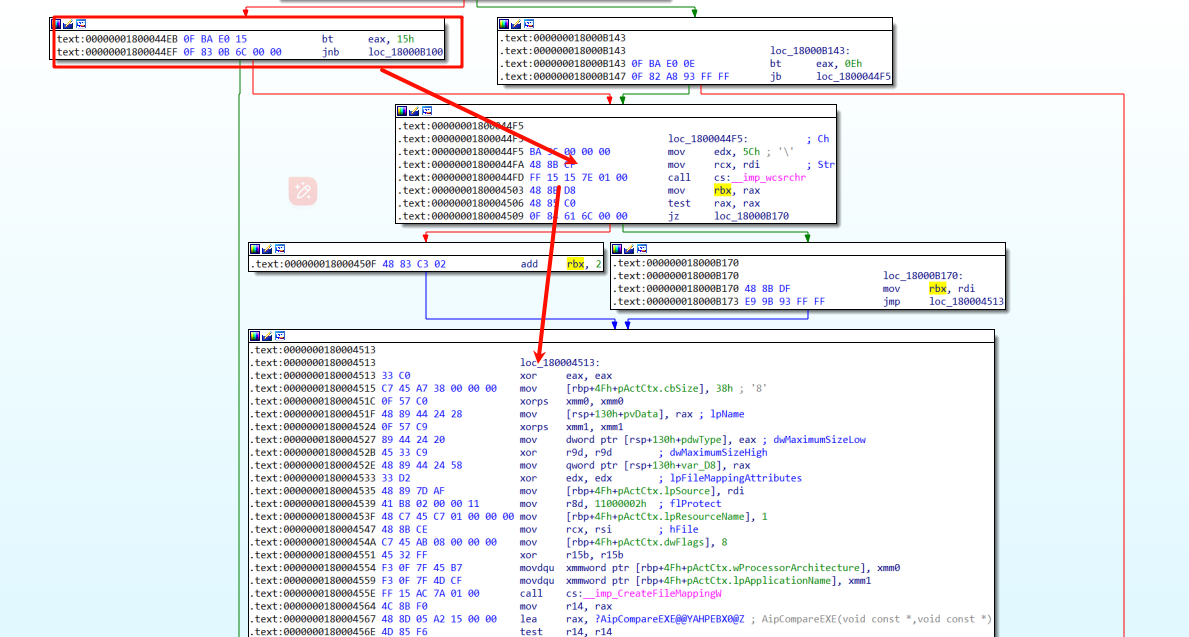 .text:00000001800044EB 0F BA E0 15 bt eax, 15h
.text:00000001800044EF 0F 83 0B 6C 00 00 jnb loc_18000B100
.text:000000018000B143
.text:000000018000B143 loc_18000B143:
.text:000000018000B143 0F BA E0 0E bt eax, 0Eh
.text:000000018000B147 0F 82 A8 93 FF FF jb loc_1800044F5
.text:00000001800044F5
.text:00000001800044F5 loc_1800044F5: ; Ch
.text:00000001800044F5 BA 5C 00 00 00 mov edx, 5Ch ; '\'
.text:00000001800044FA 48 8B CF mov rcx, rdi ; Str
.text:00000001800044FD FF 15 15 7E 01 00 call cs:__imp_wcsrchr
.text:0000000180004503 48 8B D8 mov rbx, rax
.text:0000000180004506 48 85 C0 test rax, rax
.text:0000000180004509 0F 84 61 6C 00 00 jz loc_18000B170
.text:000000018000450F 48 83 C3 02 add rbx, 2
.text:000000018000B170
.text:000000018000B170 loc_18000B170:
.text:000000018000B170 48 8B DF mov rbx, rdi
.text:000000018000B173 E9 9B 93 FF FF jmp loc_180004513
.text:0000000180004513
.text:0000000180004513 loc_180004513:
.text:0000000180004513 33 C0 xor eax, eax
.text:0000000180004515 C7 45 A7 38 00 00 00 mov [rbp+4Fh+pActCtx.cbSize], 38h ; '8'
.text:000000018000451C 0F 57 C0 xorps xmm0, xmm0
.text:000000018000451F 48 89 44 24 28 mov [rsp+130h+pvData], rax ; lpName
.text:0000000180004524 0F 57 C9 xorps xmm1, xmm1
.text:0000000180004527 89 44 24 20 mov dword ptr [rsp+130h+pdwType], eax ; dwMaximumSizeLow
.text:000000018000452B 45 33 C9 xor r9d, r9d ; dwMaximumSizeHigh
.text:000000018000452E 48 89 44 24 58 mov qword ptr [rsp+130h+var_D8], rax
.text:0000000180004533 33 D2 xor edx, edx ; lpFileMappingAttributes
.text:0000000180004535 48 89 7D AF mov [rbp+4Fh+pActCtx.lpSource], rdi
.text:0000000180004539 41 B8 02 00 00 11 mov r8d, 11000002h ; flProtect
.text:000000018000453F 48 C7 45 C7 01 00 00 00 mov [rbp+4Fh+pActCtx.lpResourceName], 1
.text:0000000180004547 48 8B CE mov rcx, rsi ; hFile
.text:000000018000454A C7 45 AB 08 00 00 00 mov [rbp+4Fh+pActCtx.dwFlags], 8
.text:0000000180004551 45 32 FF xor r15b, r15b
.text:0000000180004554 F3 0F 7F 45 B7 movdqu xmmword ptr [rbp+4Fh+pActCtx.wProcessorArchitecture], xmm0
.text:0000000180004559 F3 0F 7F 4D CF movdqu xmmword ptr [rbp+4Fh+pActCtx.lpApplicationName], xmm1
.text:000000018000455E FF 15 AC 7A 01 00 call cs:__imp_CreateFileMappingW
.text:0000000180004564 4C 8B F0 mov r14, rax
.text:0000000180004567 48 8D 05 A2 15 00 00 lea rax, ?AipCompareEXE@@YAHPEBX0@Z ; AipCompareEXE(void const *,void const *)
.text:000000018000456E 4D 85 F6 test r14, r14